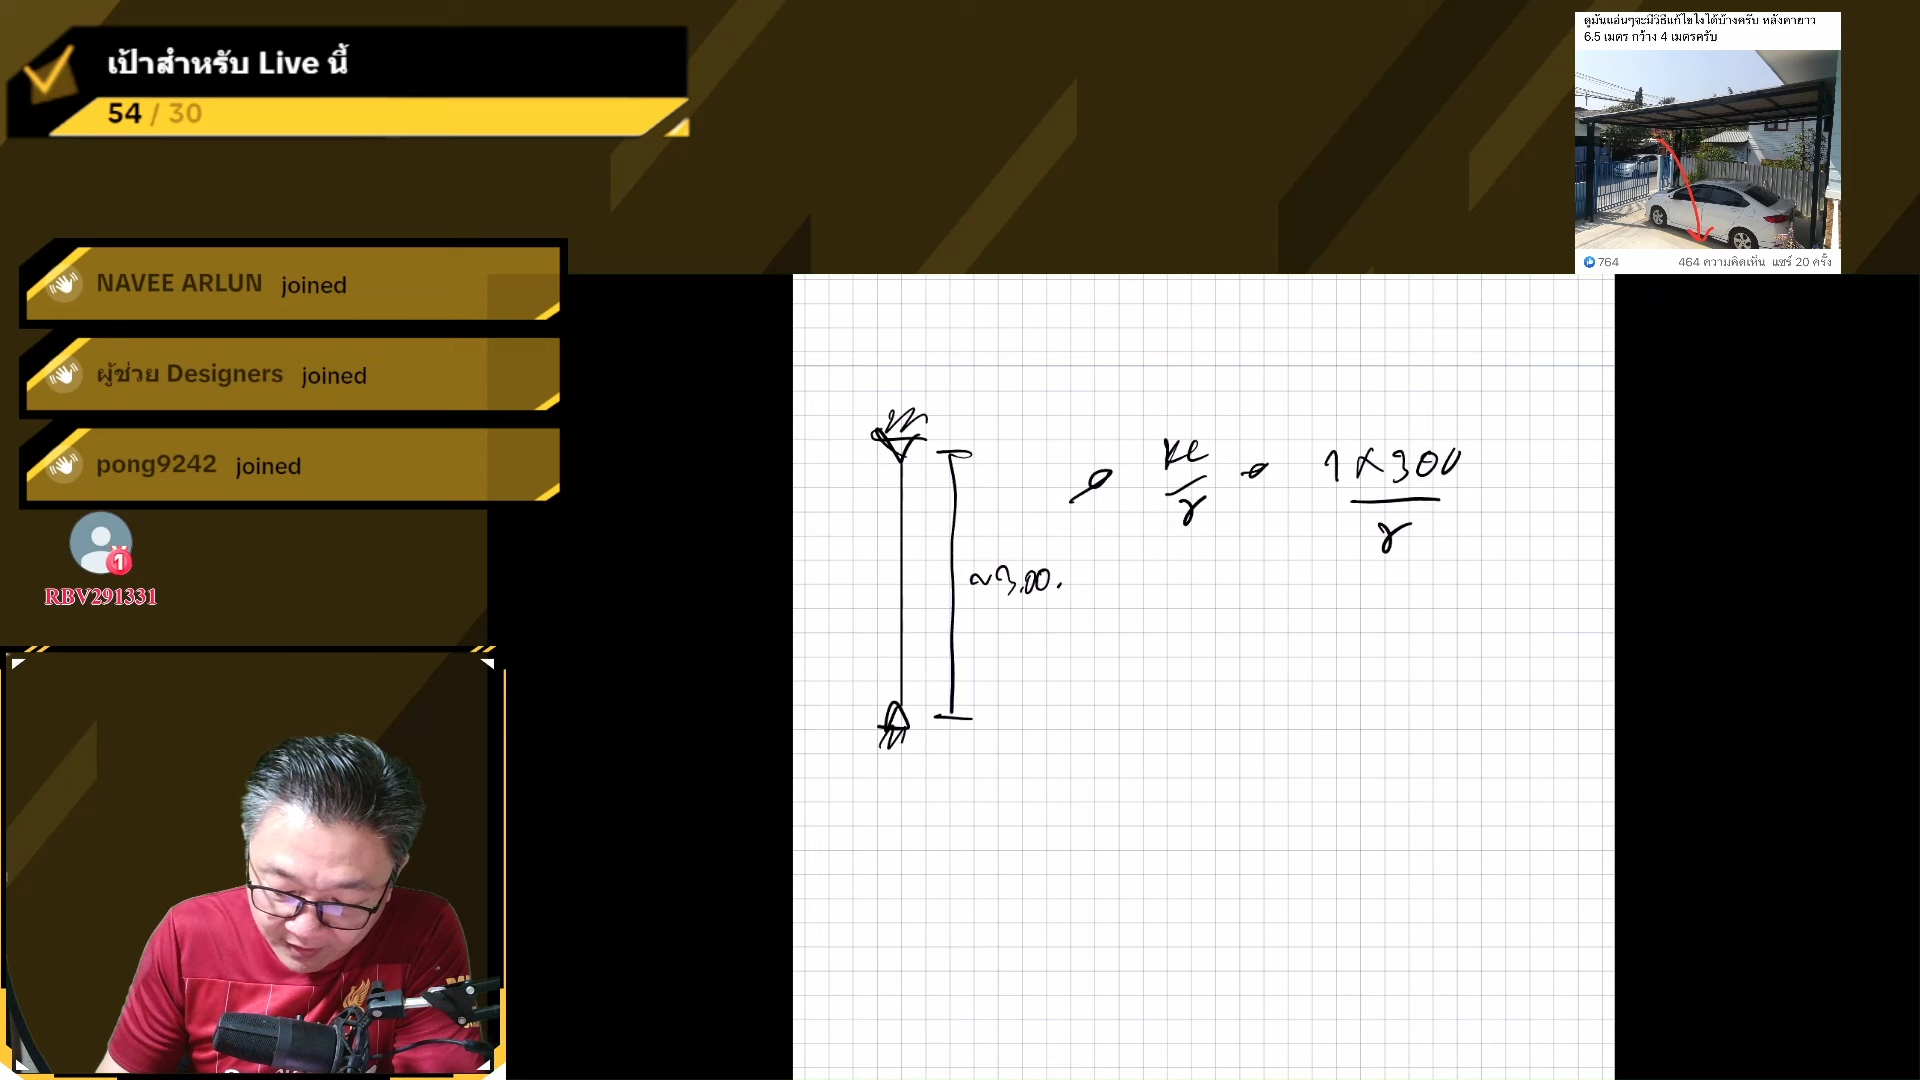 เป้าสำหรับ Live นี้
54 / 30
ดูมันแอ่นๆจะมีวิธีแก้ไขไงได้บ้างครับ หลังคายาว
6.5 เมตร กว้าง 4 เมตรครับ
764 464 ความคิดเห็น แชร์ 20 ครั้ง
NAVEE ARLUN joined
ผู้ช่วย Designers joined
pong9242 joined
1
RBV291331
~3.00.
kl
r
1 x 300
r